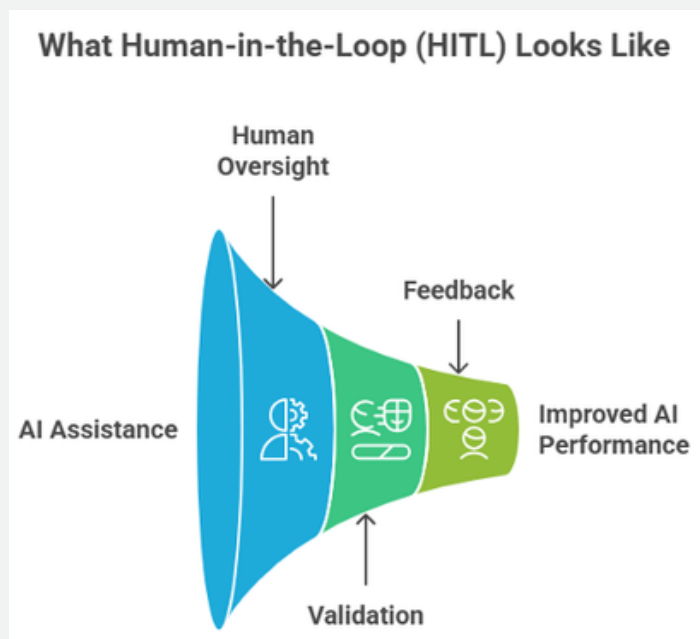 What Human-in-the-Loop (HITL) Looks Like
Human
Oversight
Feedback
AI Assistance
Improved AI
Performance
Validation